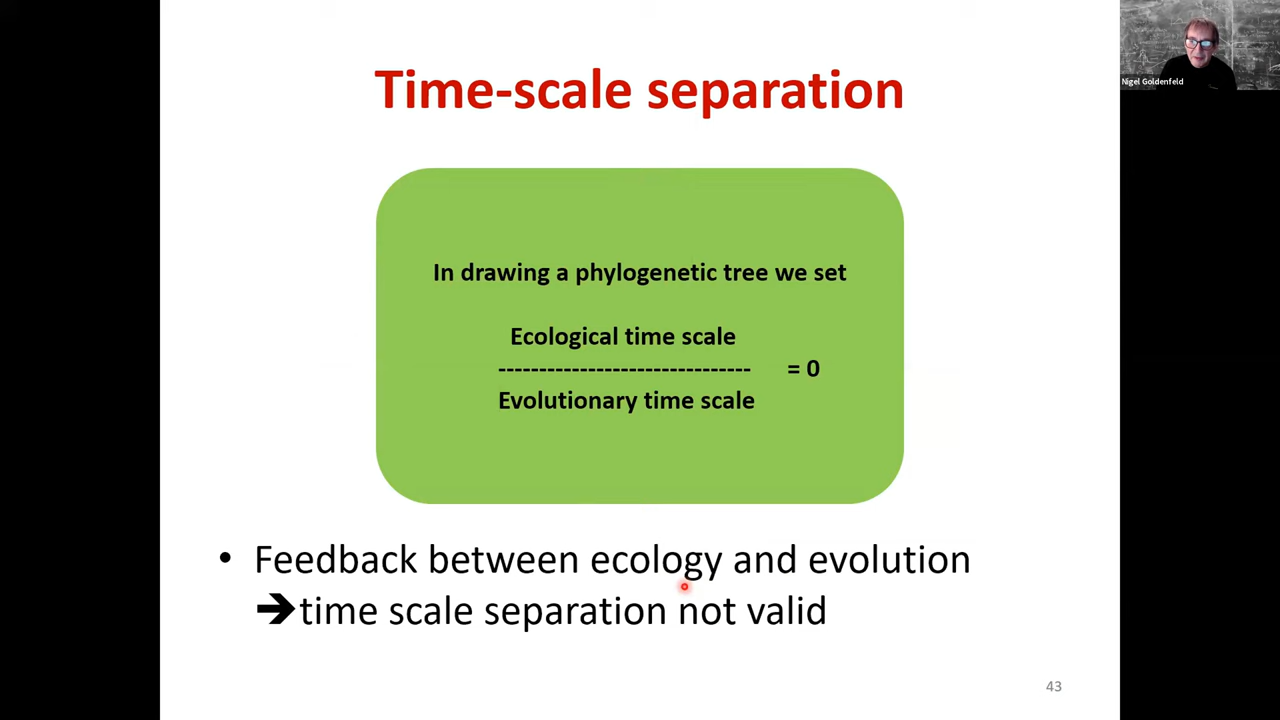 Time-scale separation
Nigel Goldenfeld
In drawing a phylogenetic tree we set
Ecological time scale
------------------------------- = 0
Evolutionary time scale
• Feedback between ecology and evolution
➔time scale separation not valid
43